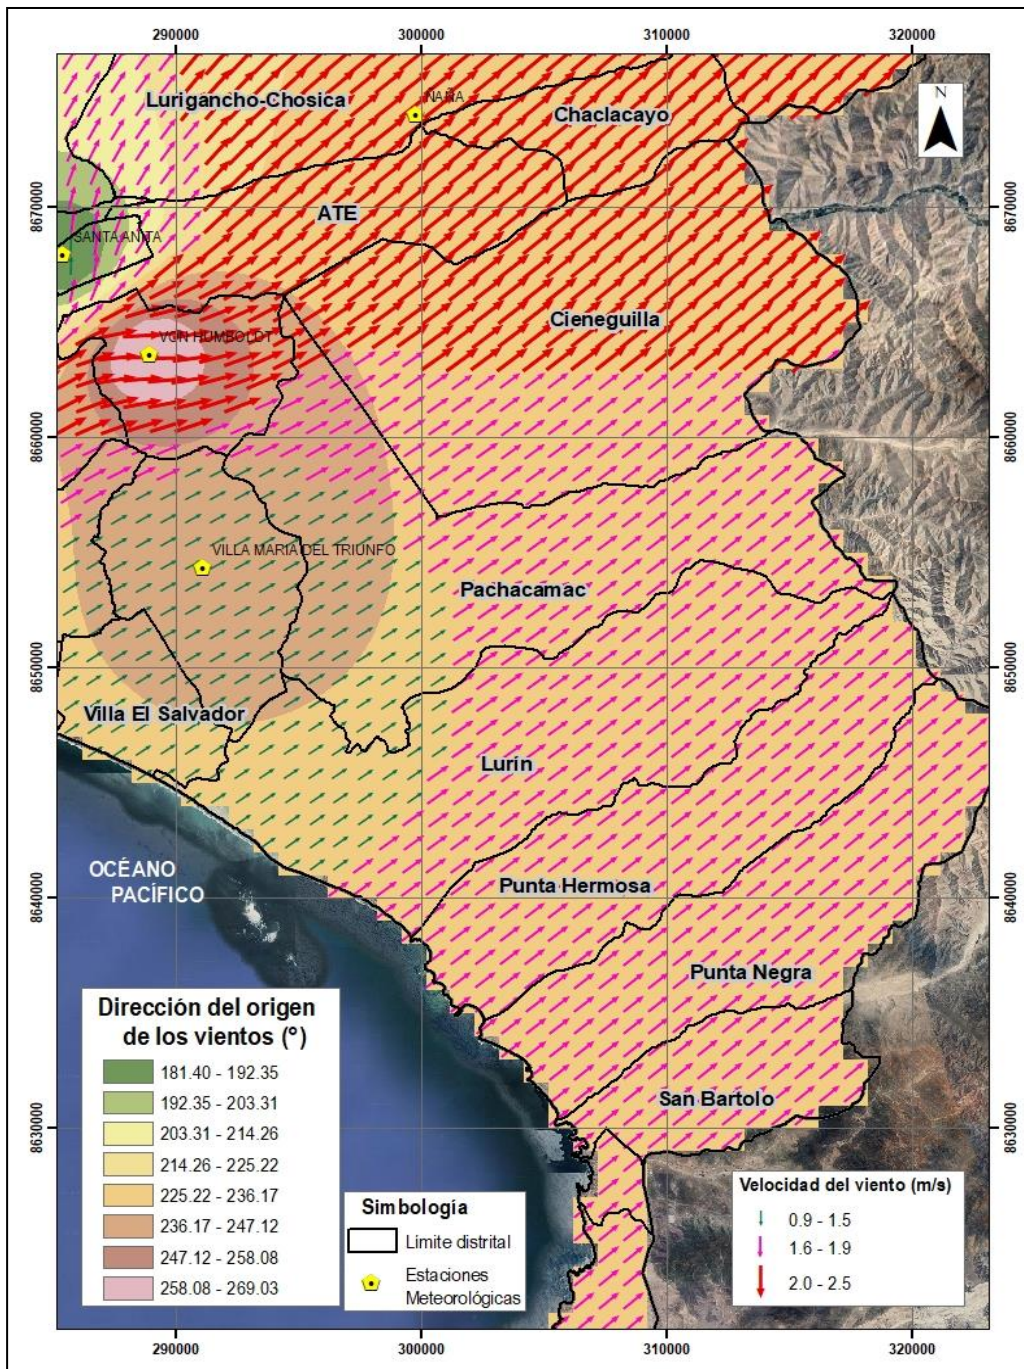 290000
300000
310000
320000
8670000
8660000
8650000
8640000
8630000
8670000
8660000
8650000
8640000
8630000
N
Lurigancho-Chosica
ÑAÑA
Chaclacayo
ATE
SANTA ANITA
Cieneguilla
VON HUMBOLDT
VILLA MARIA DEL TRIUNFO
Pachacamac
Villa El Salvador
Lurín
OCÉANO
PACÍFICO
Punta Hermosa
Punta Negra
San Bartolo
Dirección del origen
de los vientos (°)
181.40 - 192.35
192.35 - 203.31
203.31 - 214.26
214.26 - 225.22
225.22 - 236.17
236.17 - 247.12
247.12 - 258.08
258.08 - 269.03
Simbología
Limite distrital
Estaciones
Meteorológicas
Velocidad del viento (m/s)
0.9 - 1.5
1.6 - 1.9
2.0 - 2.5
290000
300000
310000
320000